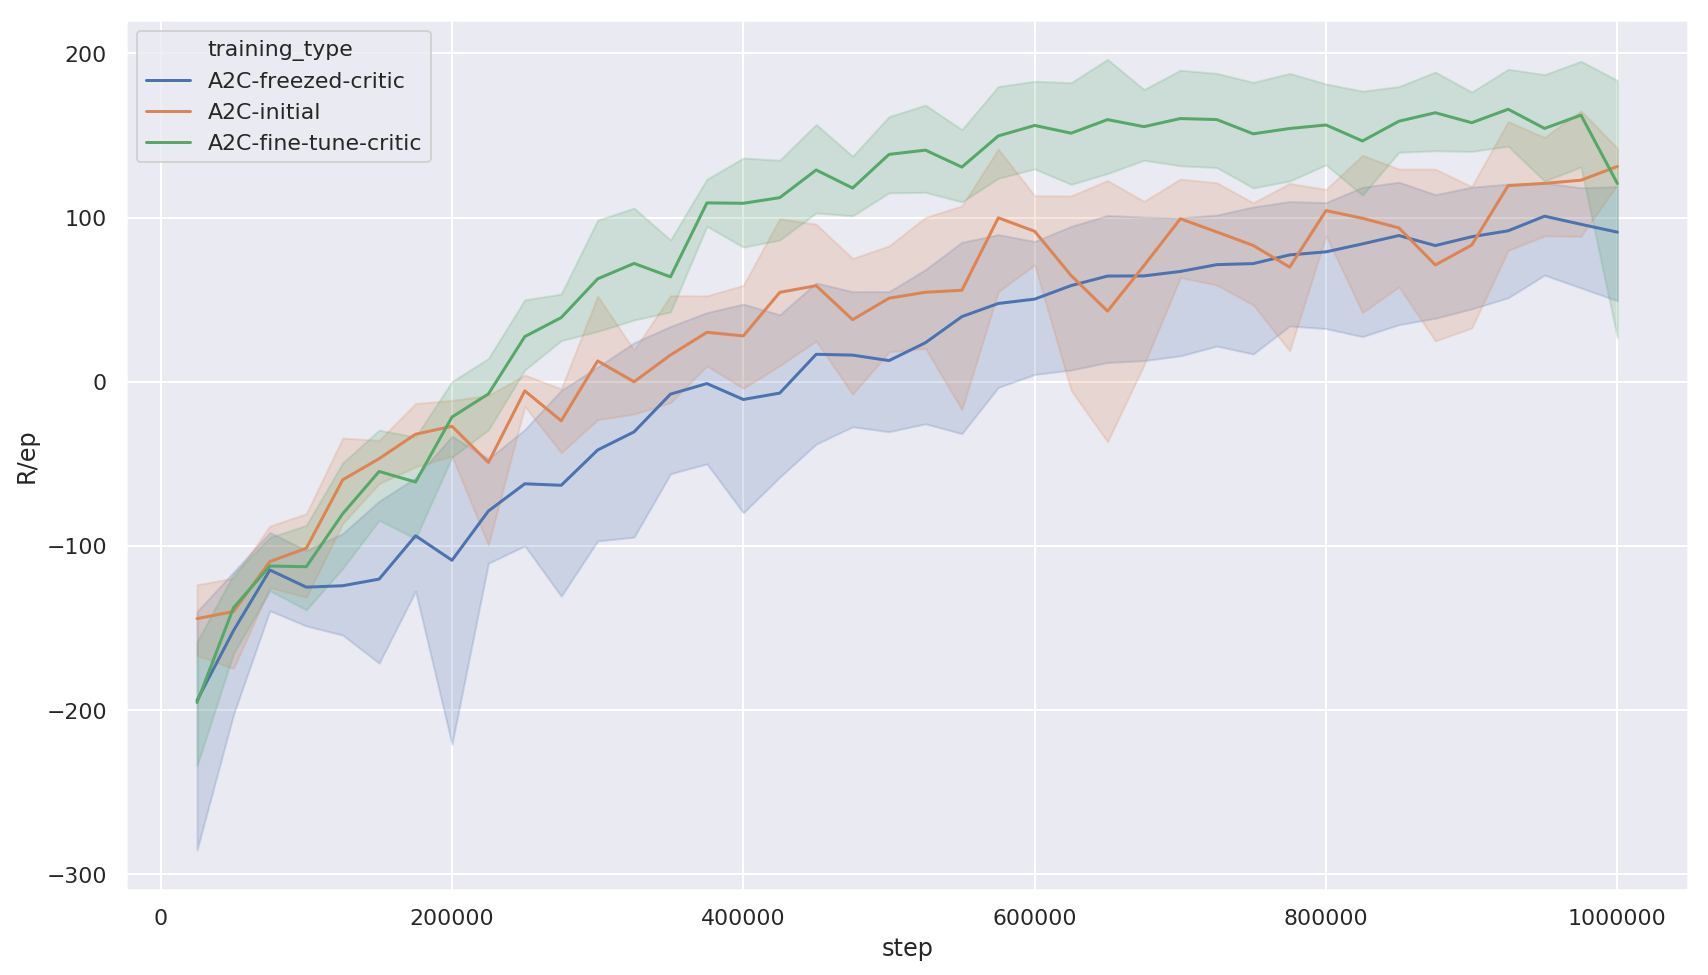 training_type
A2C-freezed-critic
A2C-initial
A2C-fine-tune-critic
200
100
0
−100
−200
−300
R/ep
0 200000 400000 600000 800000 1000000
step